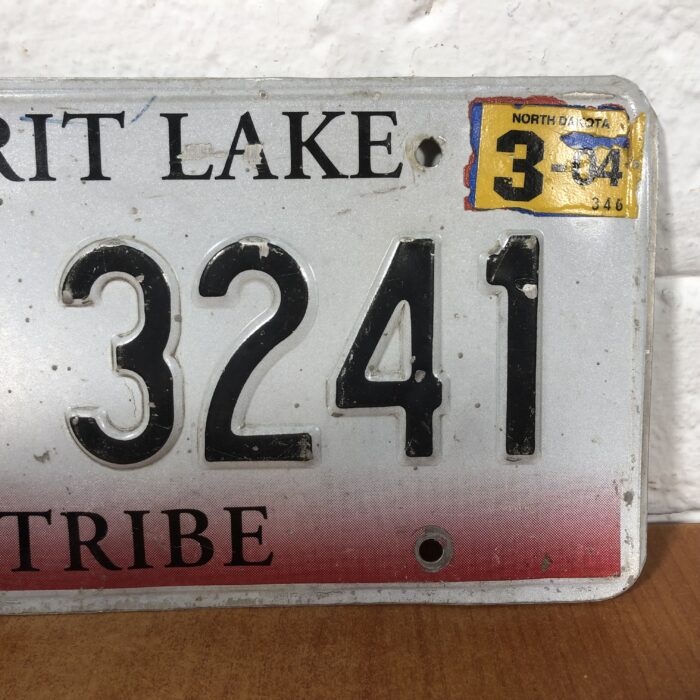 RIT LAKE
NORTH DAKOTA
3-04
346
3241
TRIBE